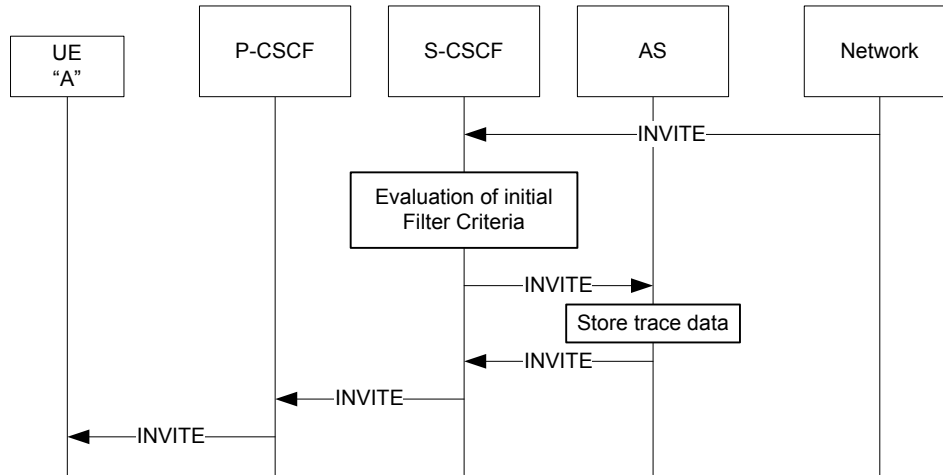 UE
“A”
P-CSCF
S-CSCF
AS
Network
INVITE
Evaluation of initial
Filter Criteria
INVITE
Store trace data
INVITE
INVITE
INVITE